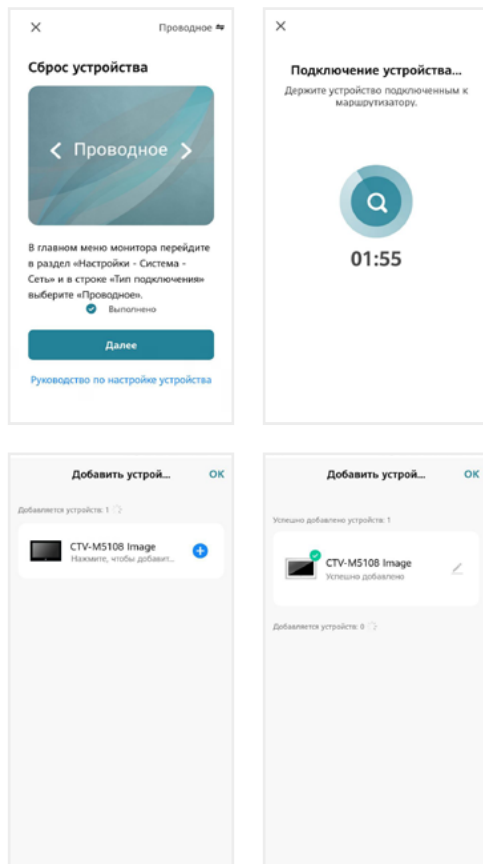 Проводное
Сброс устройства
Проводное
В главном меню монитора перейдите
в раздел «Настройки - Система -
Сеть» и в строке «Тип подключения»
выберите «Проводное».
Выполнено
Далее
Руководство по настройке устройства
Подключение устройства...
Держите устройство подключенным к
маршрутизатору.
01:55
Добавить устрой... OK
Добавляется устройств: 1
CTV-M5108 Image
Нажмите, чтобы добавит...
Добавить устрой... OK
Успешно добавлено устройств: 1
CTV-M5108 Image
Успешно добавлено
Добавляется устройств: 0